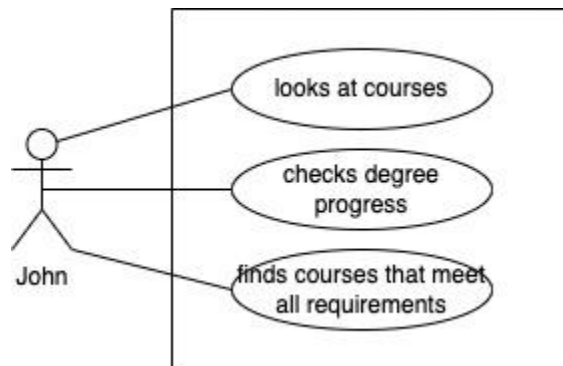 looks at courses
checks degree
progress
John
finds courses that meet
all requirements